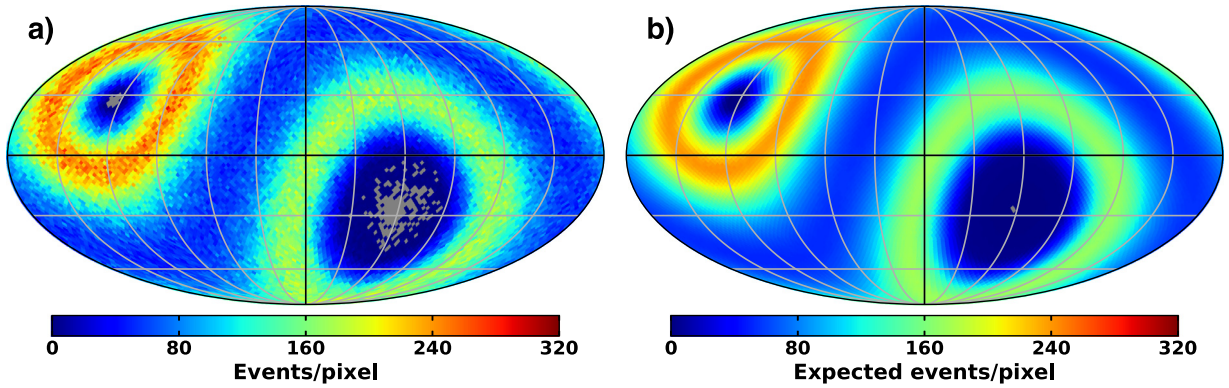 a)
b)
0 80 160 240 320
Events/pixel
0 80 160 240 320
Expected events/pixel